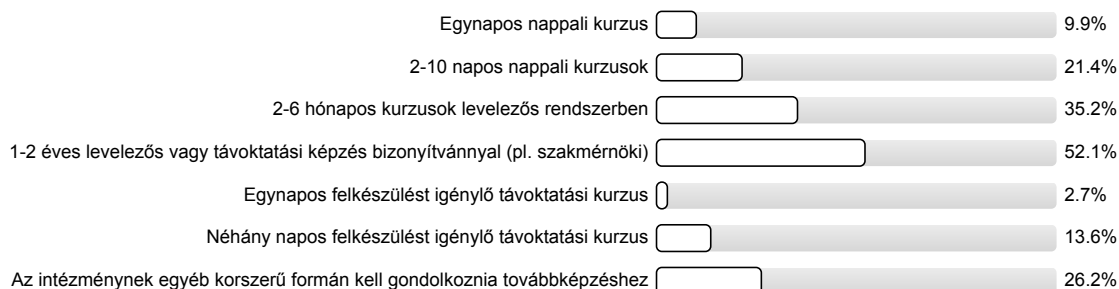 Egynapos nappali kurzus 9.9%
2-10 napos nappali kurzusok 21.4%
2-6 hónapos kurzusok levelezős rendszerben 35.2%
1-2 éves levelezős vagy távoktatási képzés bizonyítvánnyal (pl. szakmérnöki) 52.1%
Egynapos felkészülést igénylő távoktatási kurzus 2.7%
Néhány napos felkészülést igénylő távoktatási kurzus 13.6%
Az intézménynek egyéb korszerű formán kell gondolkoznia továbbképzéshez 26.2%